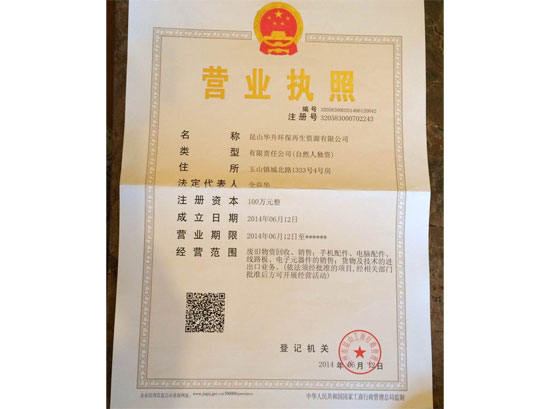 营业执照
编号 320583000201406120042
注册号 320583000702243
名称 昆山华升环保再生资源有限公司
类型 有限责任公司(自然人独资)
住所 玉山镇城北路1333号4号房
法定代表人
注册资本 100万元整
成立日期 2014年06月12日
营业期限 2014年06月12日至******
经营范围 废旧物资回收、销售；手机配件、电脑配件、
线路板、电子元器件的销售；货物及技术的进
出口业务。(依法须经批准的项目,经相关部门
批准后方可开展经营活动)
登记机关
2014 年 06 月 12 日
中华人民共和国国家工商行政管理总局监制